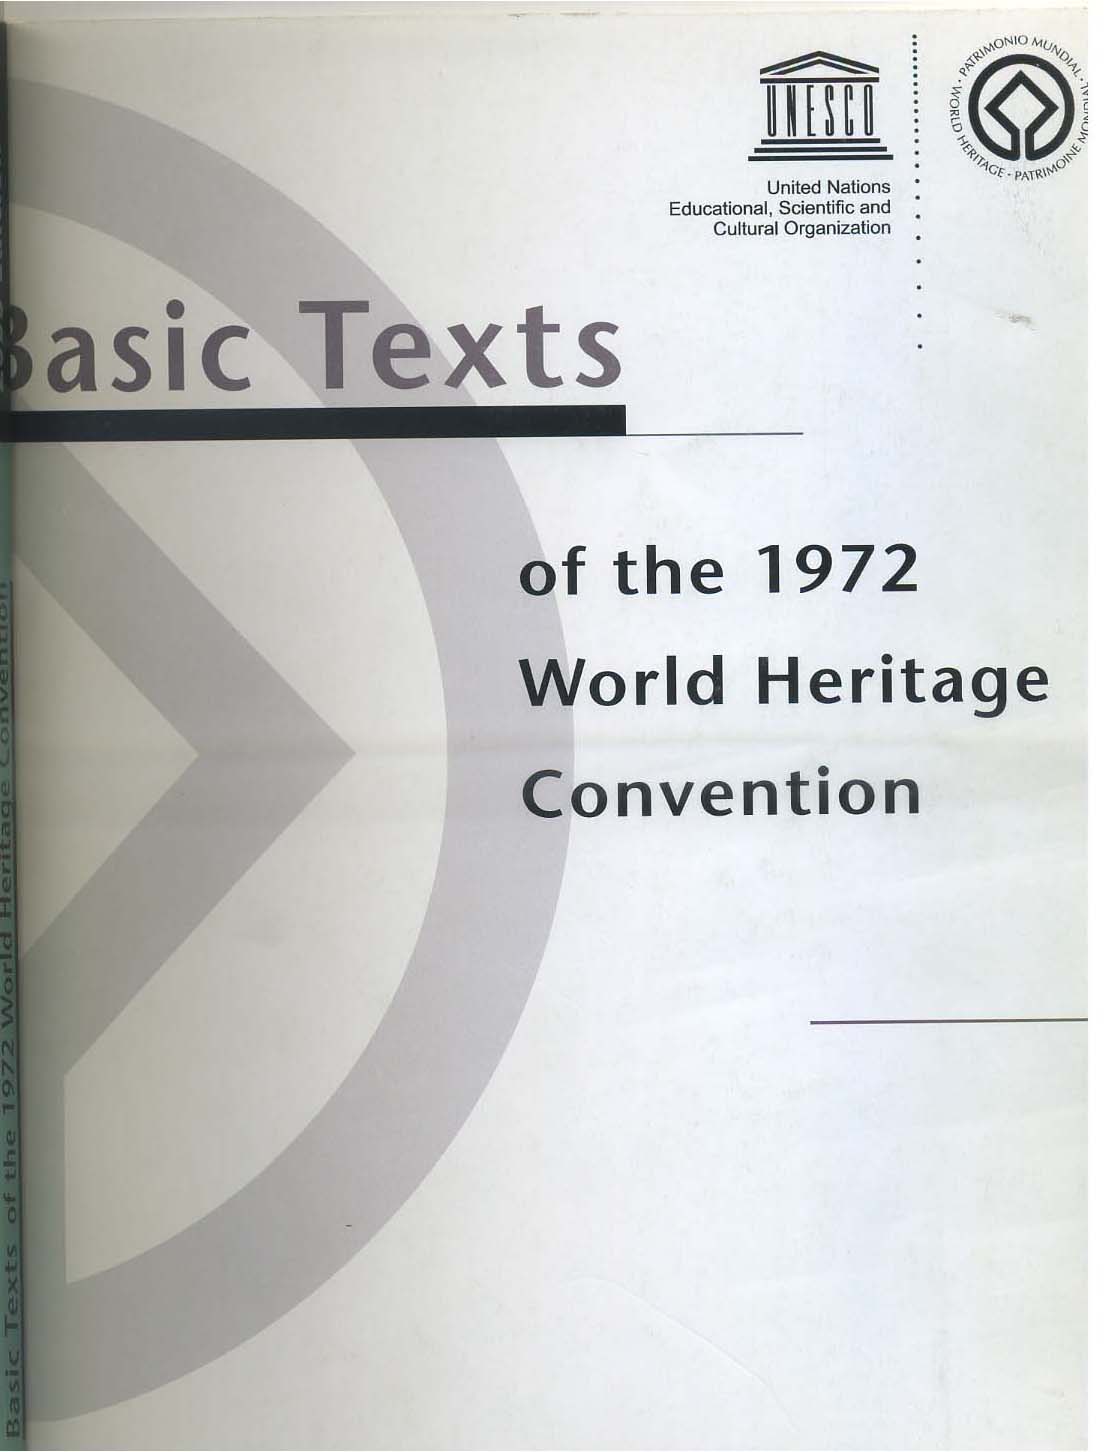 UNESCO
United Nations
Educational, Scientific and
Cultural Organization
PATRIMONIO MUNDIAL · WORLD HERITAGE · PATRIMOINE MONDIAL
Basic Texts
of the 1972
World Heritage
Convention
Basic Texts of the 1972 World Heritage Convention